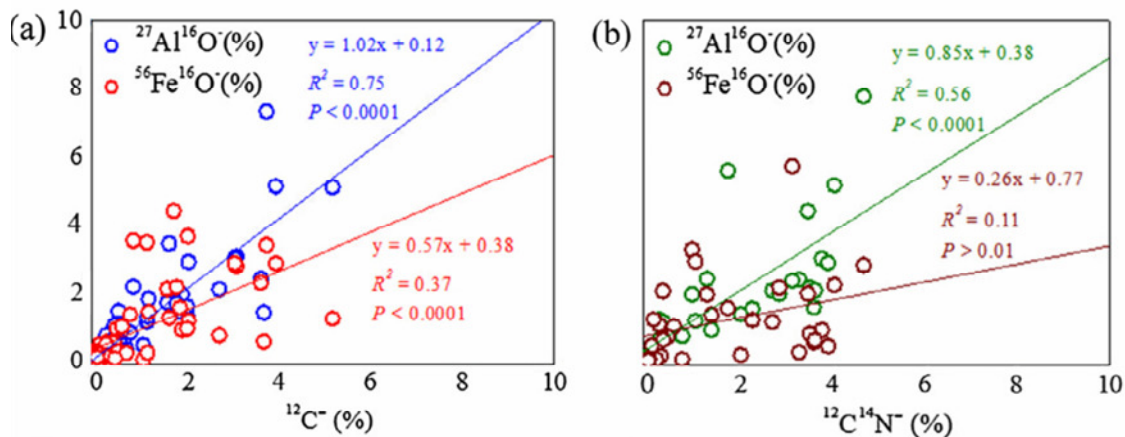 (a)
²⁷Al¹⁶O⁻(%)
⁵⁶Fe¹⁶O⁻(%)
y = 1.02x + 0.12
R² = 0.75
P < 0.0001
y = 0.57x + 0.38
R² = 0.37
P < 0.0001
10
8
6
4
2
0
0 2 4 6 8 10
¹²C⁻ (%)
(b)
²⁷Al¹⁶O⁻(%)
⁵⁶Fe¹⁶O⁻(%)
y = 0.85x + 0.38
R² = 0.56
P < 0.0001
y = 0.26x + 0.77
R² = 0.11
P > 0.01
0 2 4 6 8 10
¹²C¹⁴N⁻ (%)